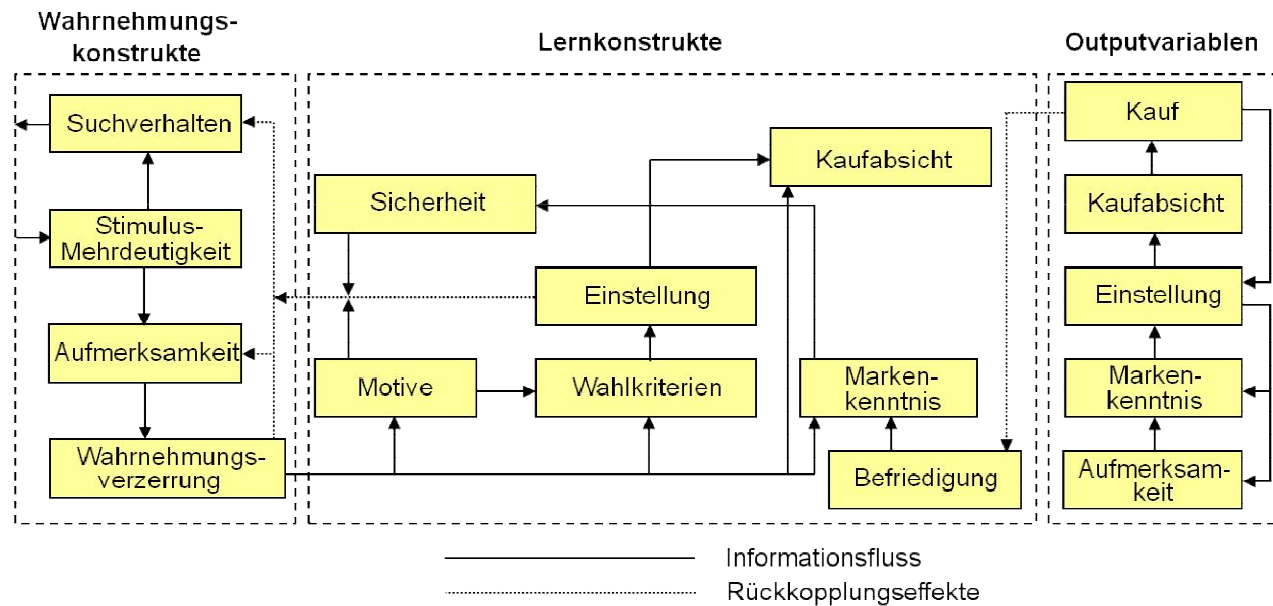 Wahrnehmungs-
konstrukte
Suchverhalten
Stimulus-
Mehrdeutigkeit
Aufmerksamkeit
Wahrnehmungs-
verzerrung
Lernkonstrukte
Kaufabsicht
Sicherheit
Einstellung
Motive
Wahlkriterien
Marken-
kenntnis
Befriedigung
Outputvariablen
Kauf
Kaufabsicht
Einstellung
Marken-
kenntnis
Aufmerksam-
keit
Informationsfluss
Rückkopplungseffekte